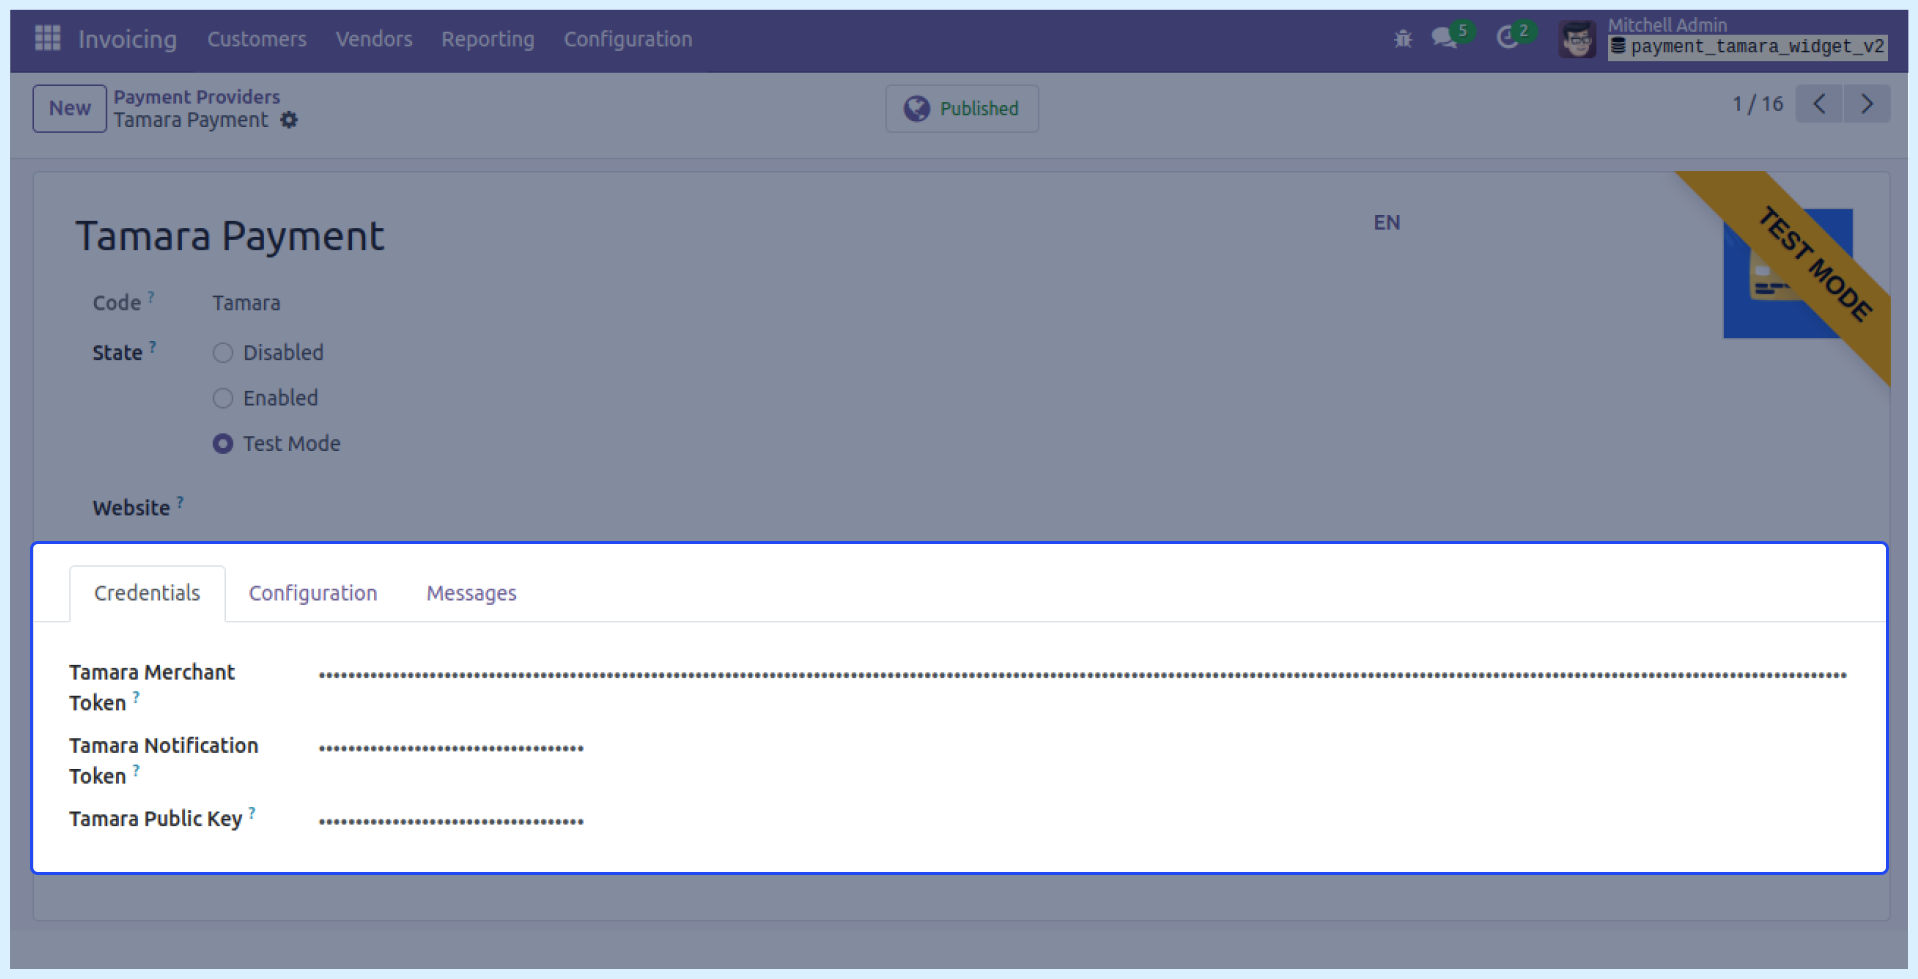 Invoicing Customers Vendors Reporting Configuration 5 2 Mitchell Admin
payment_tamara_widget_v2
New Payment Providers
Tamara Payment
Published
1 / 16
Tamara Payment
EN
TEST MODE
Code ? Tamara
State ? Disabled
Enabled
Test Mode
Website ?
Credentials Configuration Messages
Tamara Merchant
Token ?
Tamara Notification
Token ?
Tamara Public Key ?